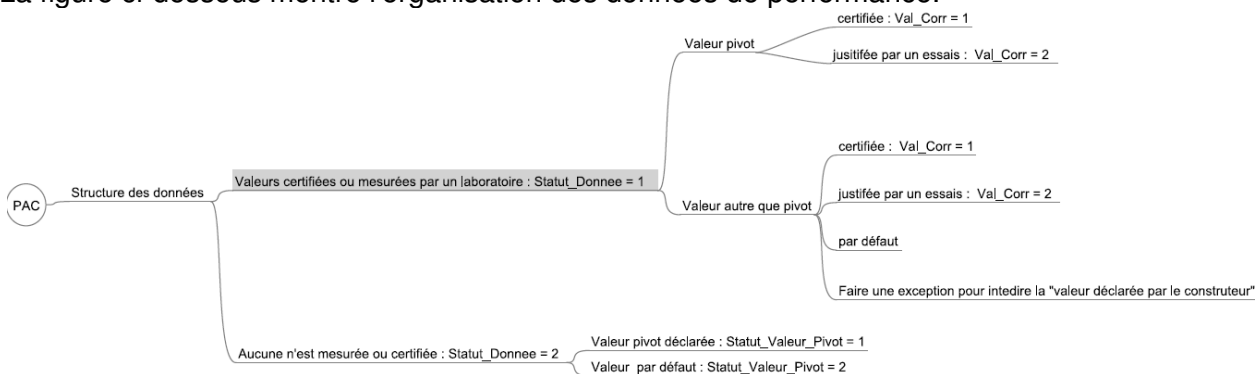 La figure ci-dessous montre l'organisation des données de performance.
certifiée : Val_Corr = 1
Valeur pivot
jusitifée par un essais : Val_Corr = 2
certifiée : Val_Corr = 1
Valeurs certifiées ou mesurées par un laboratoire : Statut_Donnee = 1
Structure des données
justifée par un essais : Val_Corr = 2
PAC
Valeur autre que pivot
par défaut
Faire une exception pour intedire la "valeur déclarée par le construteur"
Valeur pivot déclarée : Statut_Valeur_Pivot = 1
Aucune n'est mesurée ou certifiée : Statut_Donnee = 2
Valeur par défaut : Statut_Valeur_Pivot = 2